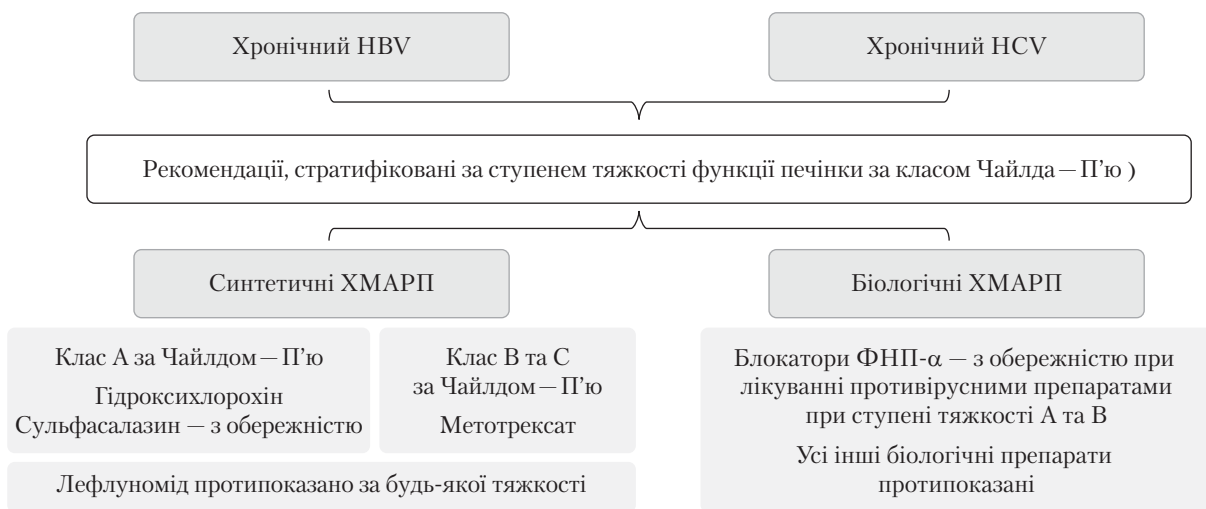 Хронічний HBV
Хронічний HCV
Рекомендації, стратифіковані за ступенем тяжкості функції печінки за класом Чайлда — П'ю )
Синтетичні ХМАРП
Біологічні ХМАРП
Клас А за Чайлдом — П'ю
Гідроксихлорохін
Сульфасалазин — з обережністю
Клас В та С
за Чайлдом — П'ю
Метотрексат
Лефлуномід протипоказано за будь-якої тяжкості
Блокатори ФНП-α — з обережністю при
лікуванні противірусними препаратами
при ступені тяжкості А та В
Усі інші біологічні препарати
протипоказані